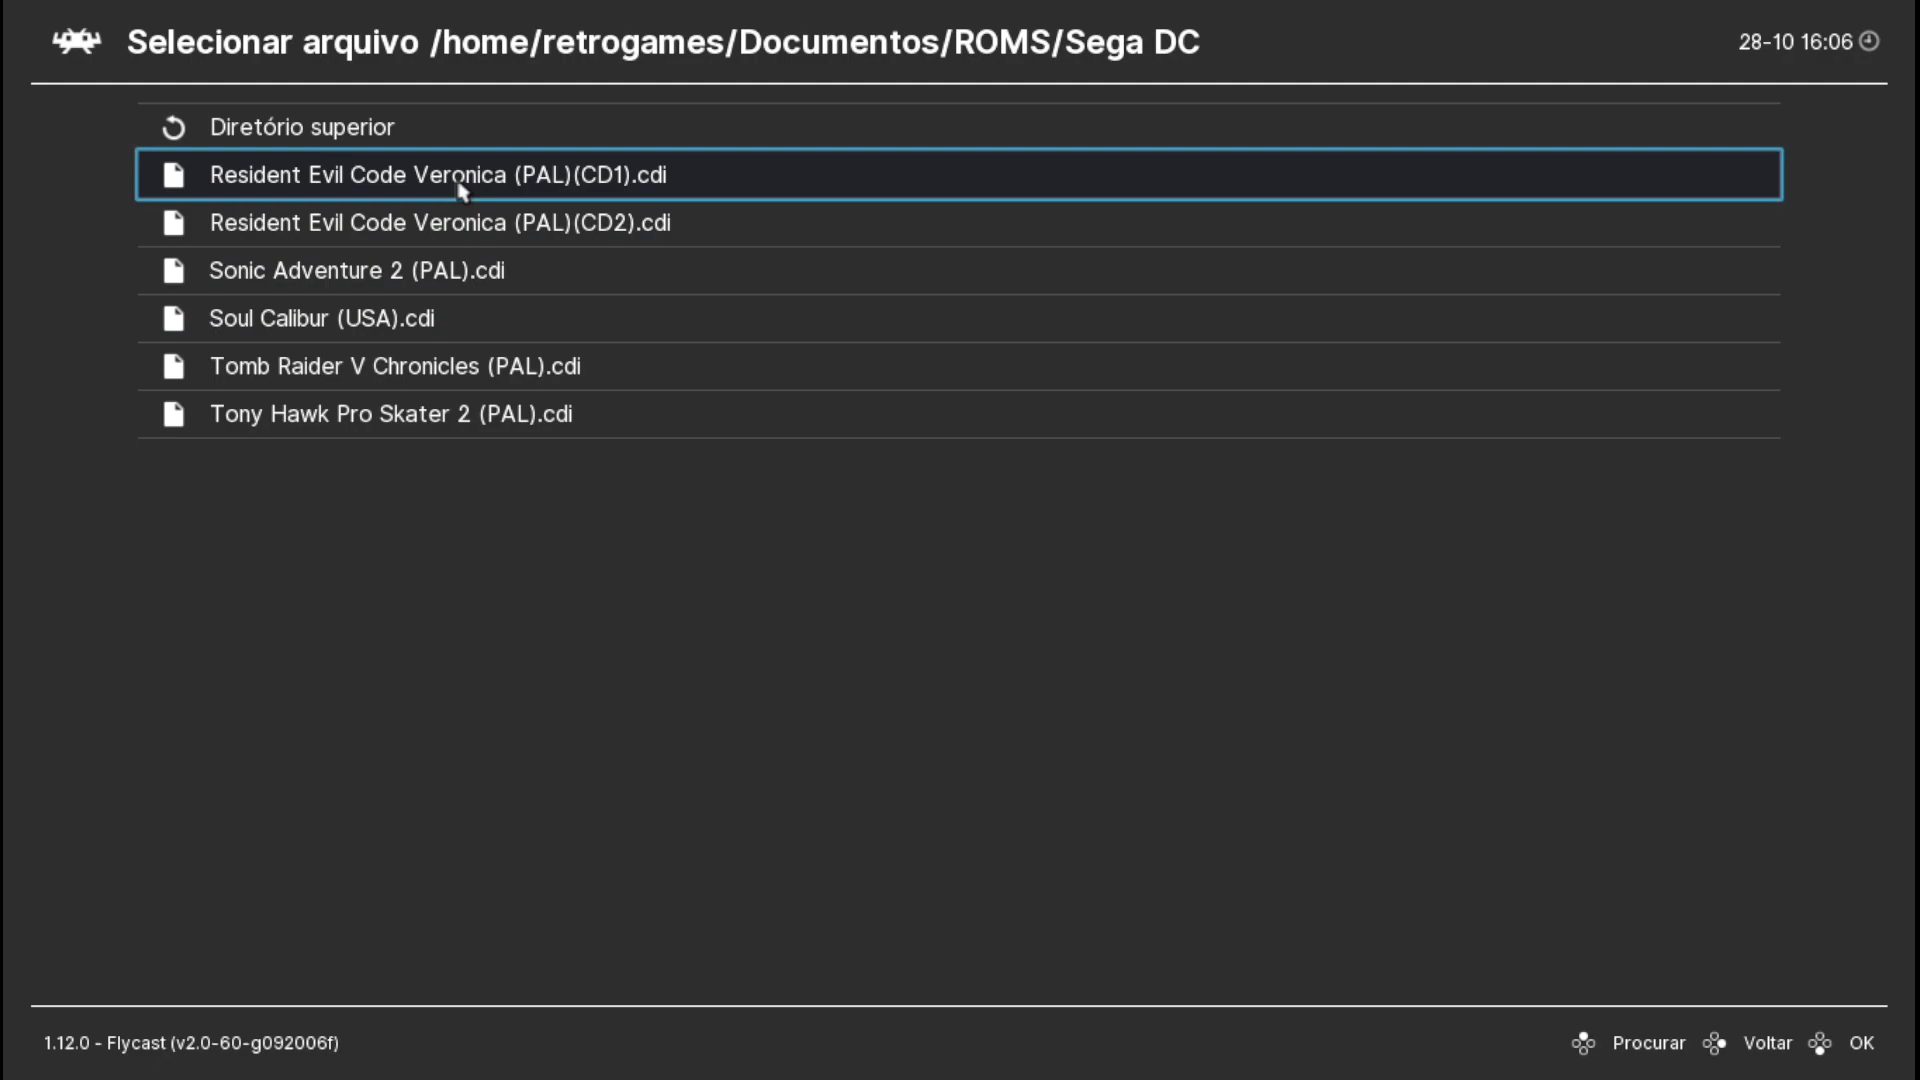 Selecionar arquivo /home/retrogames/Documentos/ROMS/Sega DC
28-10 16:06
Diretório superior
Resident Evil Code Veronica (PAL)(CD1).cdi
Resident Evil Code Veronica (PAL)(CD2).cdi
Sonic Adventure 2 (PAL).cdi
Soul Calibur (USA).cdi
Tomb Raider V Chronicles (PAL).cdi
Tony Hawk Pro Skater 2 (PAL).cdi
1.12.0 - Flycast (v2.0-60-g092006f)
Procurar Voltar OK